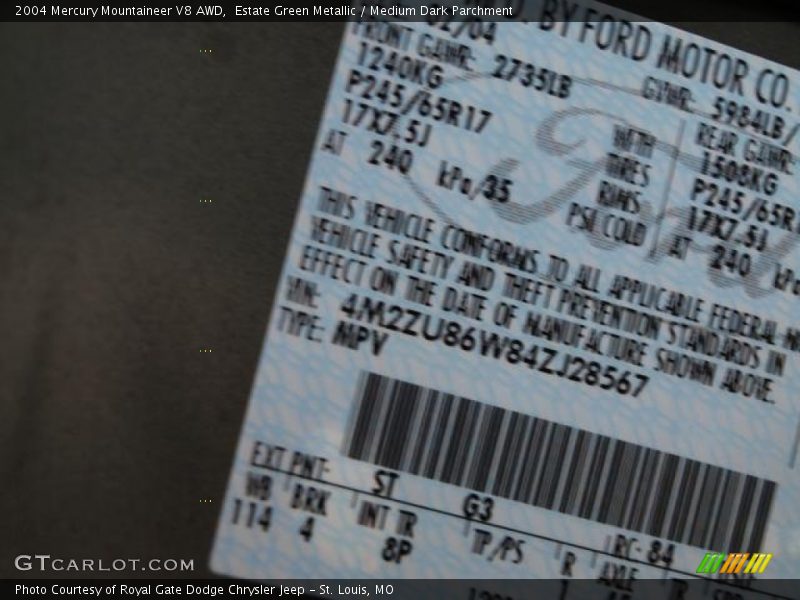 2004 Mercury Mountaineer V8 AWD,  Estate Green Metallic / Medium Dark Parchment
BY FORD MOTOR CO.
FRONT GAWR: 2735LB GVWR: 5984LB/
1240KG WITH REAR GAWR:
P245/65R17 TIRES 1508KG
17X7.5J RIMS P245/65R
AT 240 kPa/35 PSI COLD 17X7.5J
AT 240 kPa
THIS VEHICLE CONFORMS TO ALL APPLICABLE FEDERAL
VEHICLE SAFETY AND THEFT PREVENTION STANDARDS IN
EFFECT ON THE DATE OF MANUFACTURE SHOWN ABOVE.
VIN: 4M2ZU86W84ZJ28567
TYPE: MPV
EXT PNT: ST G3 RC: 84
WB BRK INT TR TP/PS R AXLE TR
114 4 8P
GTCARLOT.COM
Photo Courtesy of Royal Gate Dodge Chrysler Jeep – St. Louis, MO